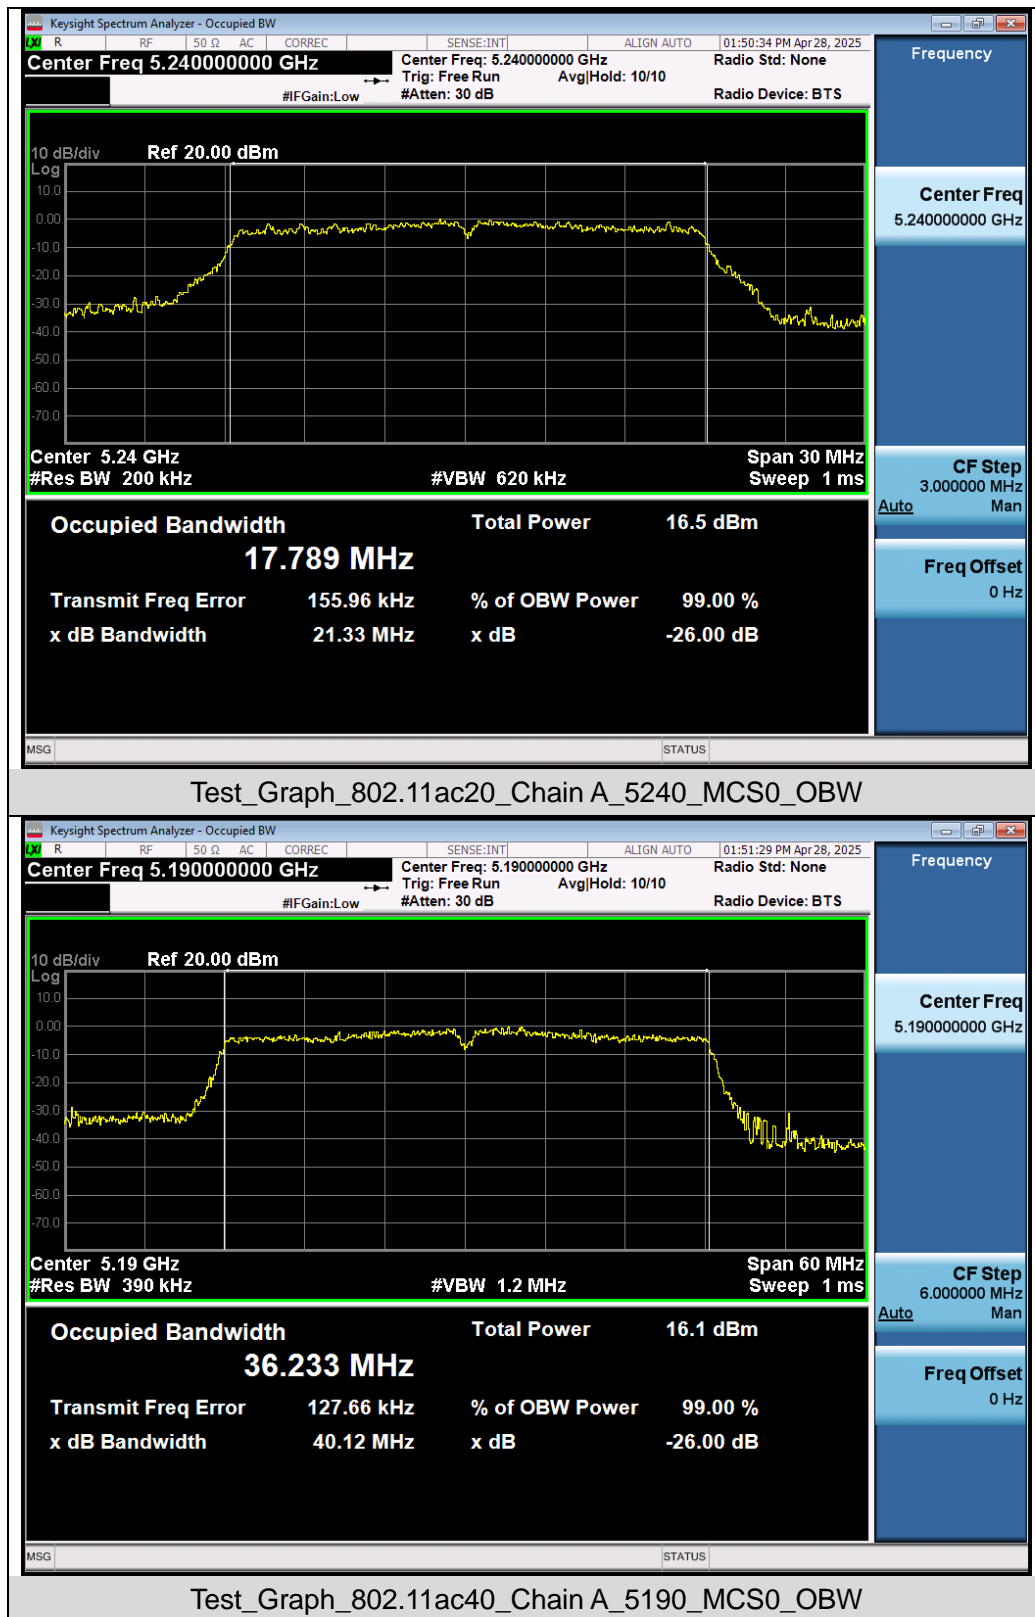 Keysight Spectrum Analyzer - Occupied BW
LXI R RF 50 Ω AC CORREC SENSE:INT ALIGN AUTO 01:50:34 PM Apr 28, 2025
Center Freq 5.240000000 GHz
Center Freq: 5.240000000 GHz
Radio Std: None
Trig: Free Run Avg|Hold: 10/10
#IFGain:Low
#Atten: 30 dB
Radio Device: BTS
10 dB/div Ref 20.00 dBm
Log
10.0
0.00
-10.0
-20.0
-30.0
-40.0
-50.0
-60.0
-70.0
Center 5.24 GHz Span 30 MHz
#Res BW 200 kHz #VBW 620 kHz Sweep 1 ms
Occupied Bandwidth Total Power 16.5 dBm
17.789 MHz
Transmit Freq Error 155.96 kHz % of OBW Power 99.00 %
x dB Bandwidth 21.33 MHz x dB -26.00 dB
MSG STATUS
Frequency
Center Freq
5.240000000 GHz
CF Step
3.000000 MHz
Auto Man
Freq Offset
0 Hz
Test_Graph_802.11ac20_Chain A_5240_MCS0_OBW
Keysight Spectrum Analyzer - Occupied BW
LXI R RF 50 Ω AC CORREC SENSE:INT ALIGN AUTO 01:51:29 PM Apr 28, 2025
Center Freq 5.190000000 GHz
Center Freq: 5.190000000 GHz
Radio Std: None
Trig: Free Run Avg|Hold: 10/10
#IFGain:Low
#Atten: 30 dB
Radio Device: BTS
10 dB/div Ref 20.00 dBm
Log
10.0
0.00
-10.0
-20.0
-30.0
-40.0
-50.0
-60.0
-70.0
Center 5.19 GHz Span 60 MHz
#Res BW 390 kHz #VBW 1.2 MHz Sweep 1 ms
Occupied Bandwidth Total Power 16.1 dBm
36.233 MHz
Transmit Freq Error 127.66 kHz % of OBW Power 99.00 %
x dB Bandwidth 40.12 MHz x dB -26.00 dB
MSG STATUS
Frequency
Center Freq
5.190000000 GHz
CF Step
6.000000 MHz
Auto Man
Freq Offset
0 Hz
Test_Graph_802.11ac40_Chain A_5190_MCS0_OBW